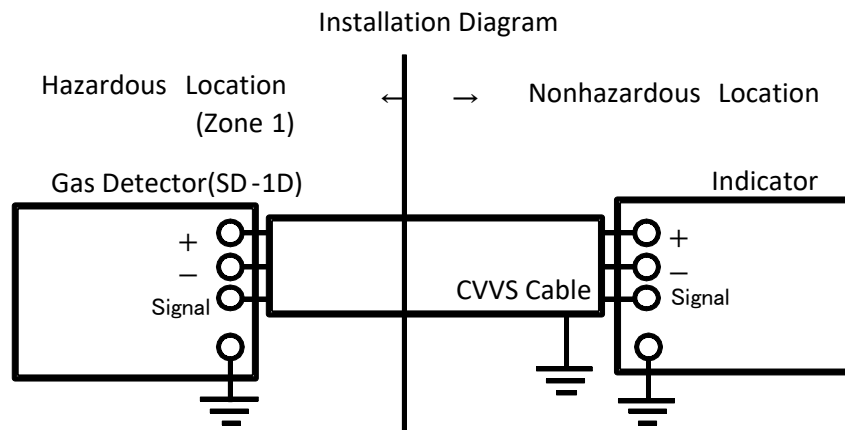 Installation Diagram
Hazardous Location
(Zone 1)
← →
Nonhazardous Location
Gas Detector(SD-1D)
Indicator
+
−
Signal
CVVS Cable
+
−
Signal